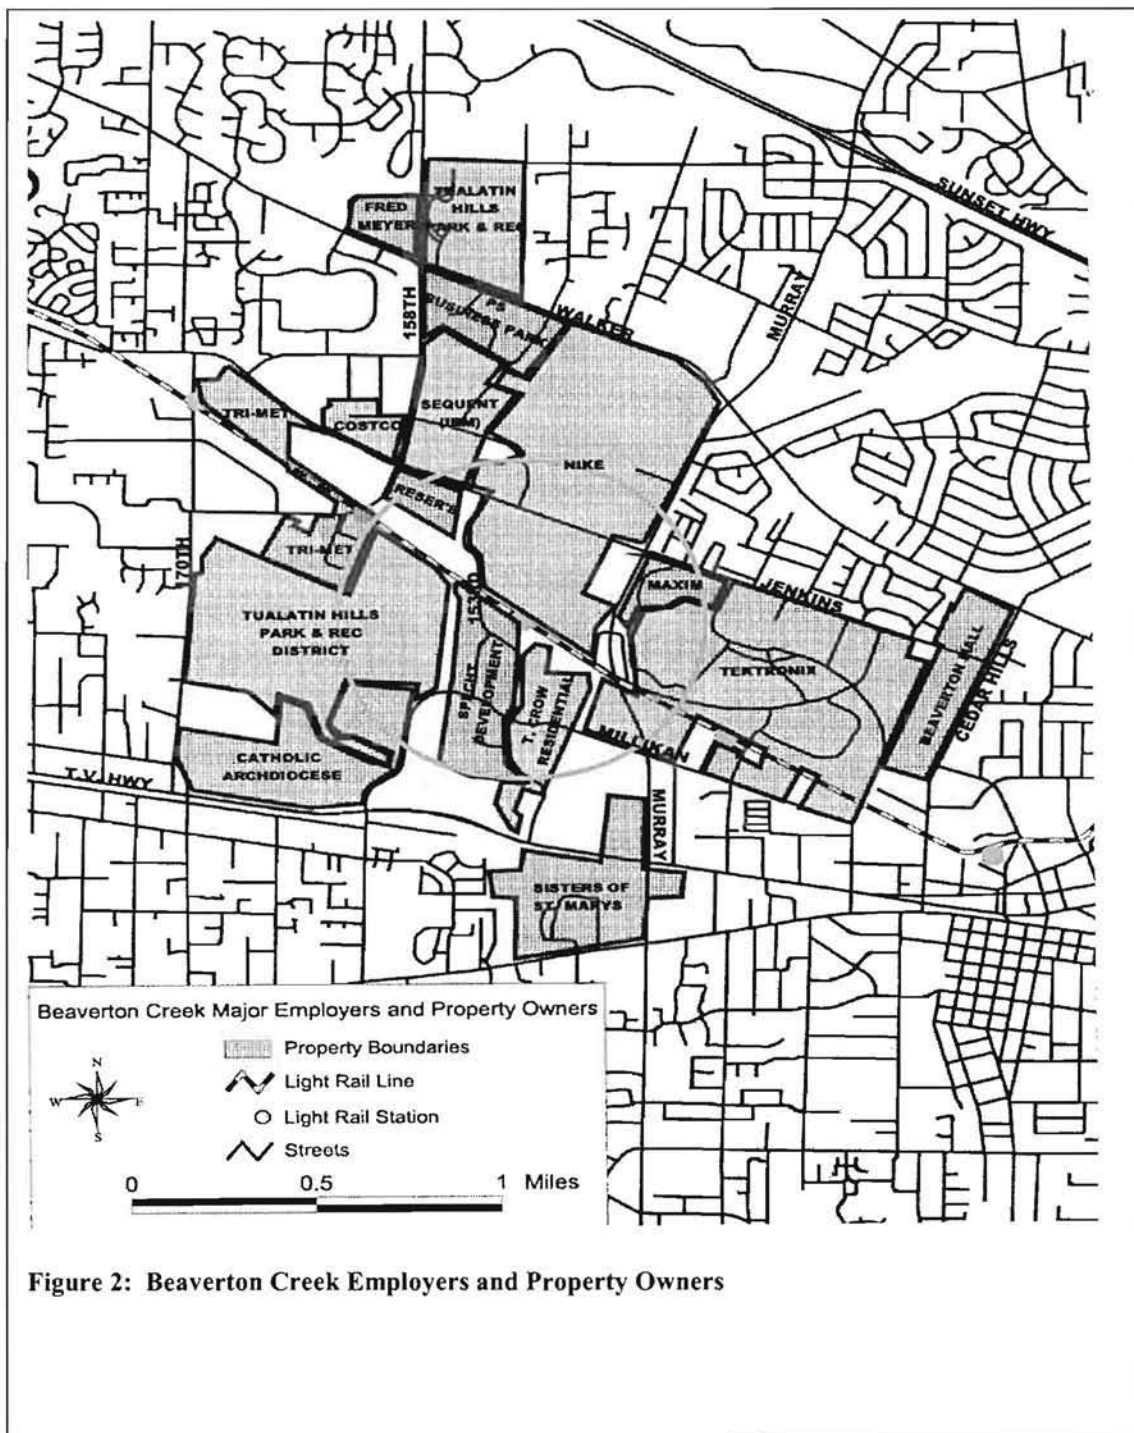 SUNSET HWY
TUALATIN
HILLS
PARK & REC
FRED
MEYER
MURRAY
158TH
PS
BUSINESS PARK
WALKER
TRI-MET
COSTCO
SEQUENT
(IBM)
NIKE
RESER'S
TRI-MET
170TH
MAXIM
JENKINS
153RD
TUALATIN HILLS
PARK & REC
DISTRICT
SPECHT
DEVELOPMENT
T. CROW
RESIDENTIAL
TEKTRONIX
BEAVERTON MALL
CEDAR HILLS
MILLIKAN
CATHOLIC
ARCHDIOCESE
T.V. HWY
MURRAY
SISTERS OF
ST. MARYS
Beaverton Creek Major Employers and Property Owners
N
W E
S
Property Boundaries
Light Rail Line
Light Rail Station
Streets
0 0.5 1 Miles
Figure 2: Beaverton Creek Employers and Property Owners